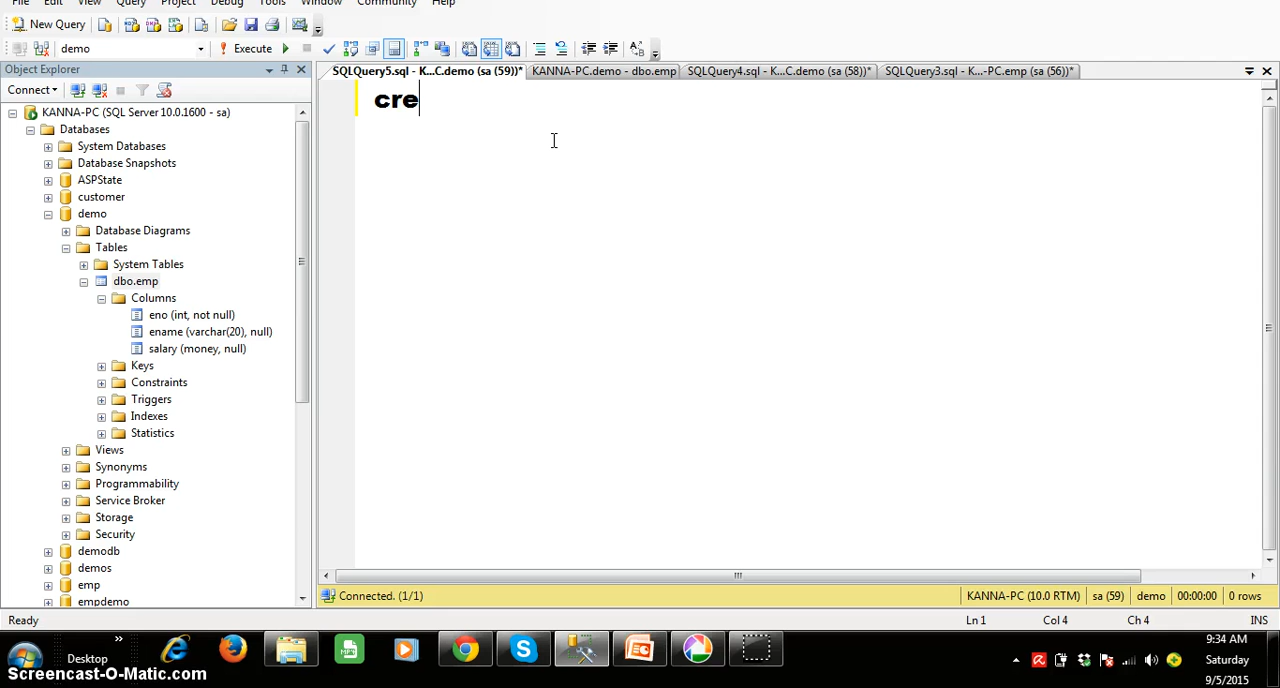 File Edit View Query Project Debug Tools Window Community Help
New Query
demo Execute
Object Explorer
SQLQuery5.sql - K...C.demo (sa (59))* KANNA-PC.demo - dbo.emp SQLQuery4.sql - K...C.demo (sa (58))* SQLQuery3.sql - K...-PC.emp (sa (56))*
Connect
cre
KANNA-PC (SQL Server 10.0.1600 - sa)
Databases
System Databases
Database Snapshots
ASPState
customer
demo
Database Diagrams
Tables
System Tables
dbo.emp
Columns
eno (int, not null)
ename (varchar(20), null)
salary (money, null)
Keys
Constraints
Triggers
Indexes
Statistics
Views
Synonyms
Programmability
Service Broker
Storage
Security
demodb
demos
emp
empdemo
Connected. (1/1) KANNA-PC (10.0 RTM) sa (59) demo 00:00:00 0 rows
Ready Ln 1 Col 4 Ch 4 INS
Desktop
9:34 AM
Saturday
9/5/2015
Screencast-O-Matic.com